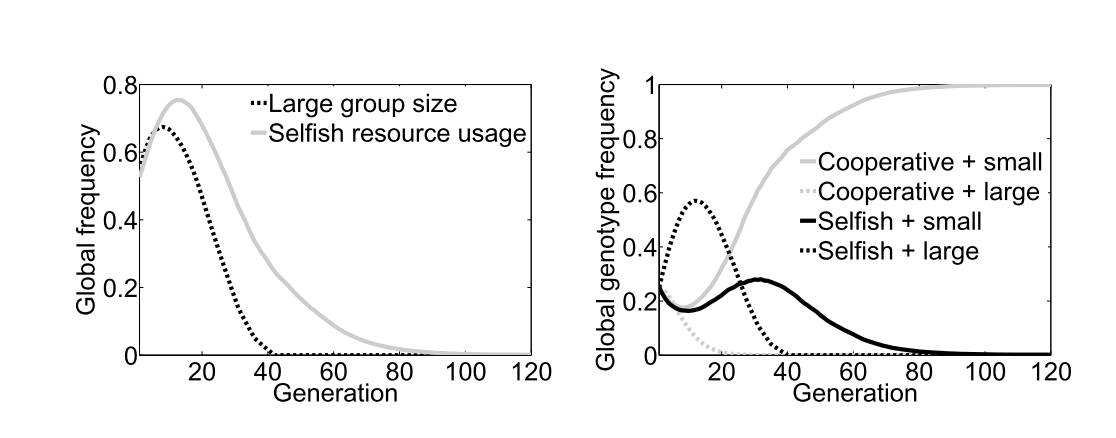 Global frequency
0.8
0.6
0.4
0.2
0
Large group size
Selfish resource usage
20 40 60 80 100 120
Generation
Global genotype frequency
1
0.8
0.6
0.4
0.2
0
Cooperative + small
Cooperative + large
Selfish + small
Selfish + large
20 40 60 80 100 120
Generation